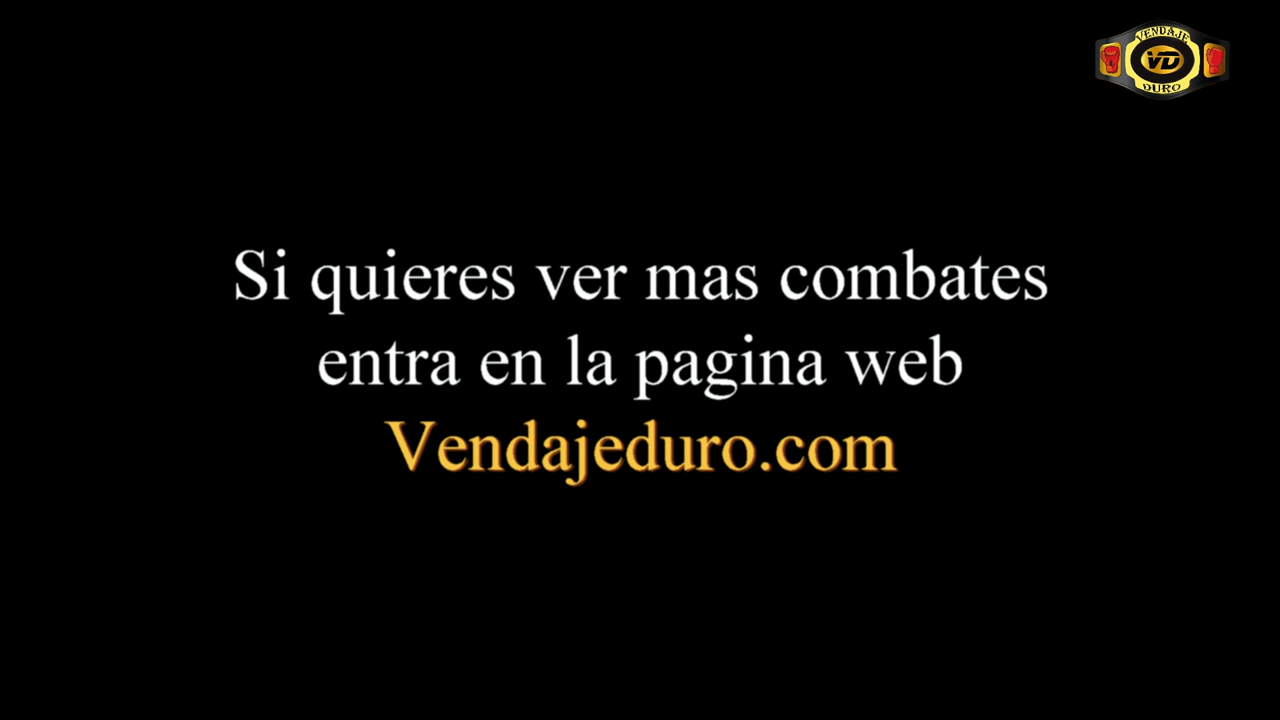 VENDAJE
VD
DURO
Si quieres ver mas combates
entra en la pagina web
Vendajeduro.com